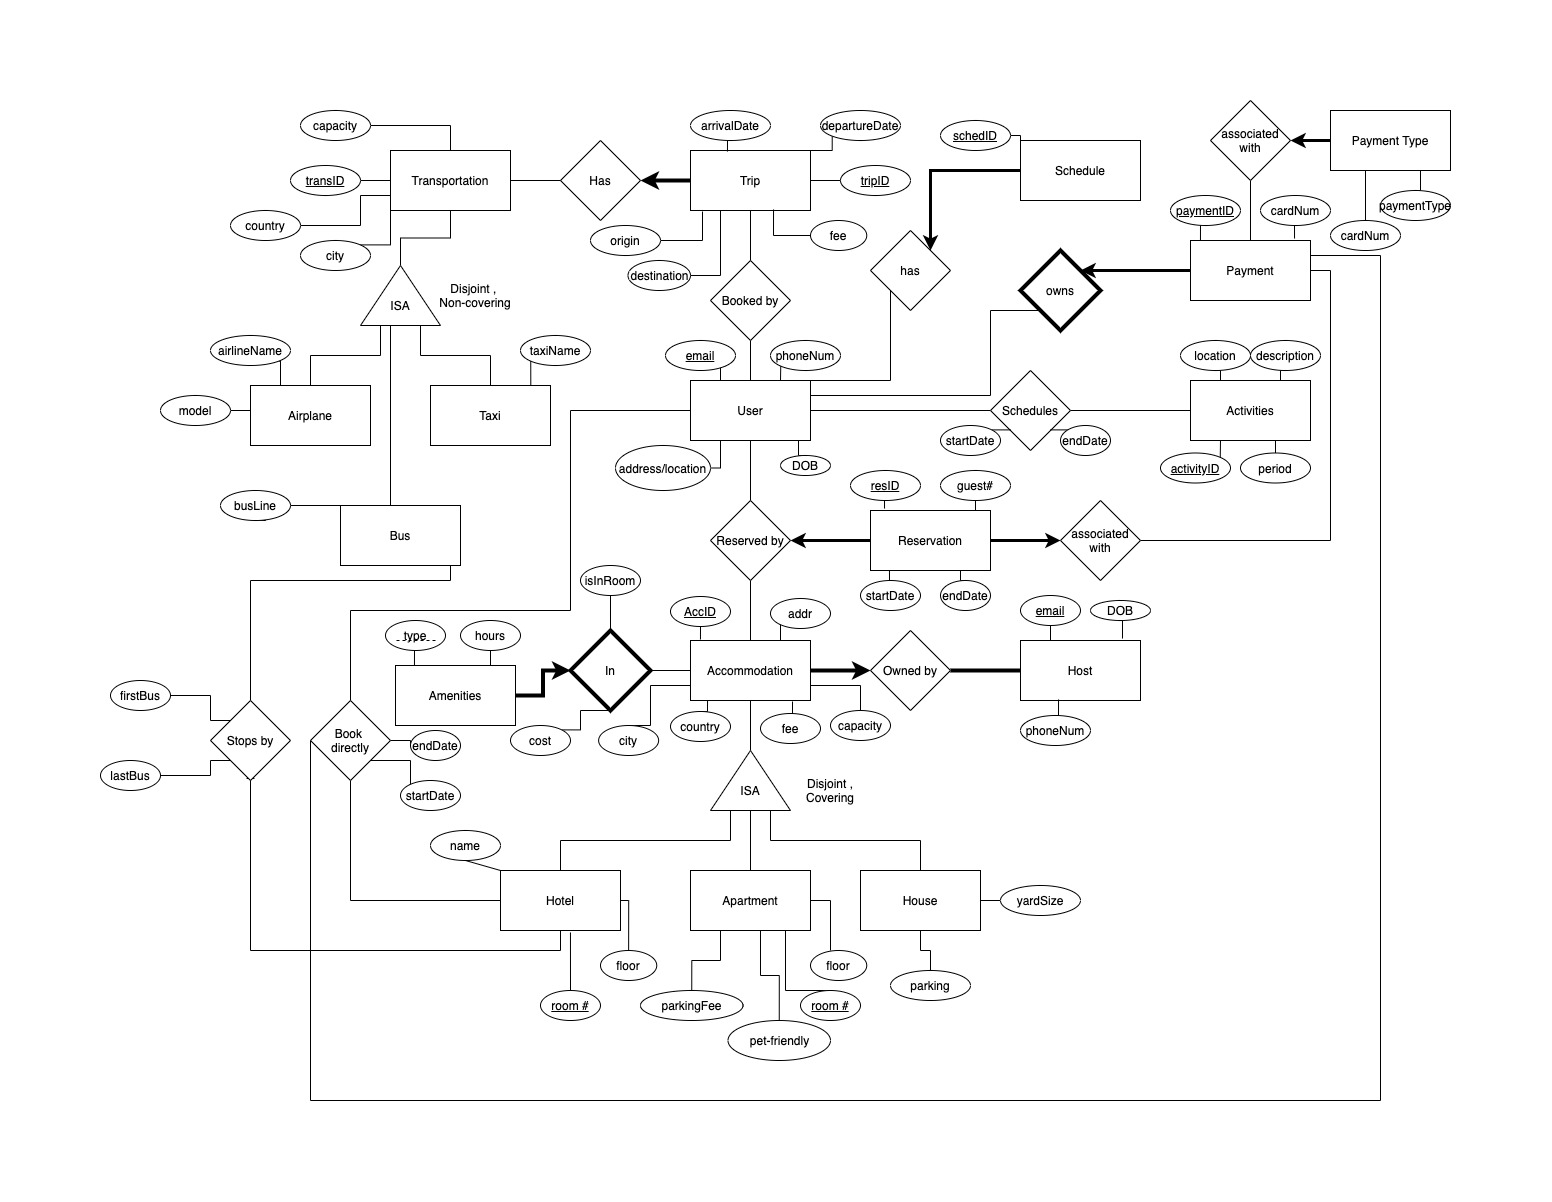 capacity
arrivalDate
departureDate
schedID
associated
with
Payment Type
transID
Transportation
Has
Trip
tripID
Schedule
country
city
origin
destination
fee
paymentID
cardNum
paymentType
cardNum
Payment
has
owns
Booked by
ISA
Disjoint ,
Non-covering
airlineName
taxiName
email
phoneNum
location
description
model
Airplane
Taxi
User
Schedules
Activities
startDate
endDate
address/location
DOB
activityID
period
busLine
Bus
resID
guest#
Reserved by
Reservation
associated
with
isInRoom
startDate
endDate
type
hours
AccID
addr
email
DOB
Amenities
In
Accommodation
Owned by
Host
firstBus
Stops by
lastBus
Book
directly
endDate
startDate
cost
city
country
fee
capacity
phoneNum
ISA
Disjoint ,
Covering
name
Hotel
Apartment
House
yardSize
floor
room #
parkingFee
pet-friendly
room #
floor
parking